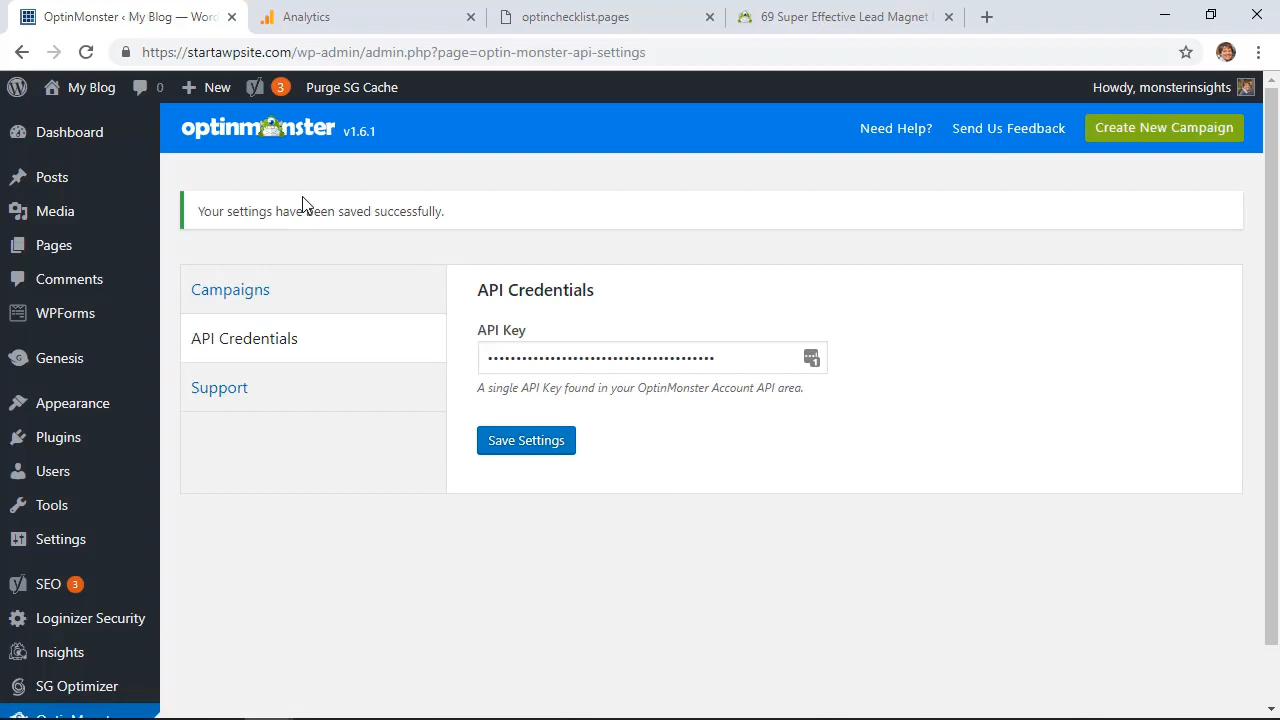 OptinMonster ‹ My Blog — Wor
Analytics
optinchecklist.pages
69 Super Effective Lead Magnet
https://startawpsite.com/wp-admin/admin.php?page=optin-monster-api-settings
My Blog
0
New
3
Purge SG Cache
Howdy, monsterinsights
optinmonster v1.6.1
Need Help?
Send Us Feedback
Create New Campaign
Dashboard
Posts
Media
Pages
Comments
WPForms
Genesis
Appearance
Plugins
Users
Tools
Settings
SEO 3
Loginizer Security
Insights
SG Optimizer
Your settings have been saved successfully.
Campaigns
API Credentials
Support
API Credentials
API Key
••••••••••••••••••••••••••••••••••••••••
1
A single API Key found in your OptinMonster Account API area.
Save Settings